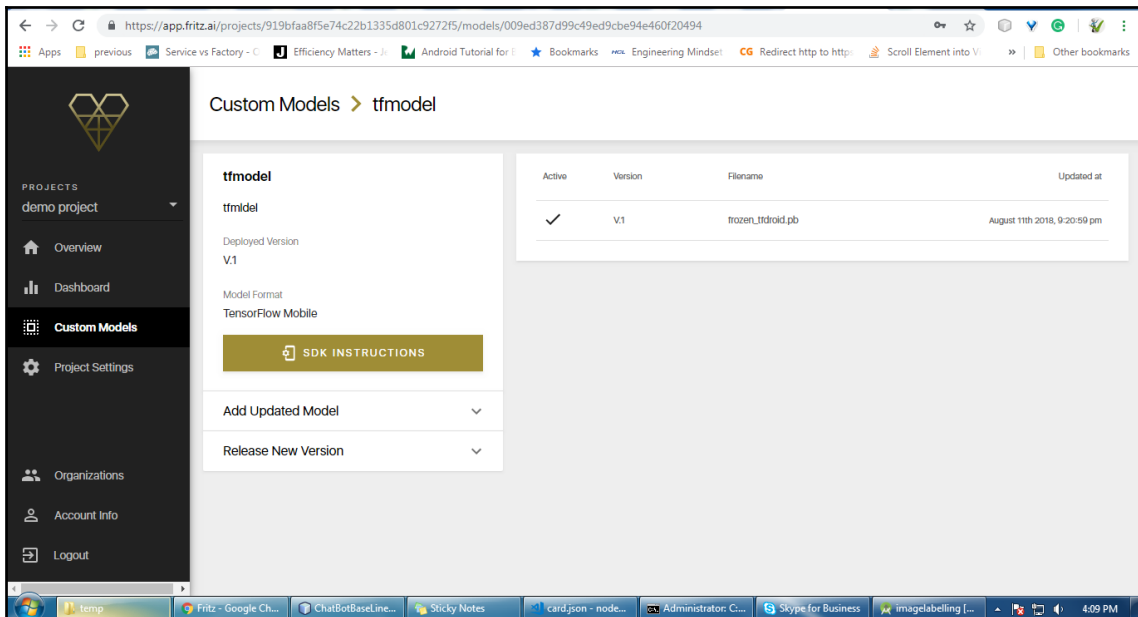 https://app.fritz.ai/projects/919bfaa8f5e74c22b1335d801c9272f5/models/009ed387d99c49ed9cbe94e460f20494
Apps previous Service vs Factory - Efficiency Matters - Android Tutorial for Bookmarks HCL Engineering Mindset CG Redirect http to http Scroll Element into » Other bookmarks
Custom Models > tfmodel
PROJECTS
demo project
Overview
Dashboard
Custom Models
Project Settings
Organizations
Account Info
Logout
tfmodel
tfmldel
Deployed Version
V.1
Model Format
TensorFlow Mobile
SDK INSTRUCTIONS
Add Updated Model
Release New Version
Active Version Filename Updated at
V.1 frozen_tfdroid.pb August 11th 2018, 9:20:59 pm
temp Fritz - Google Ch... ChatBotBaseLine... Sticky Notes card.json - node... Administrator: C:... Skype for Business imagelabelling [... 4:09 PM